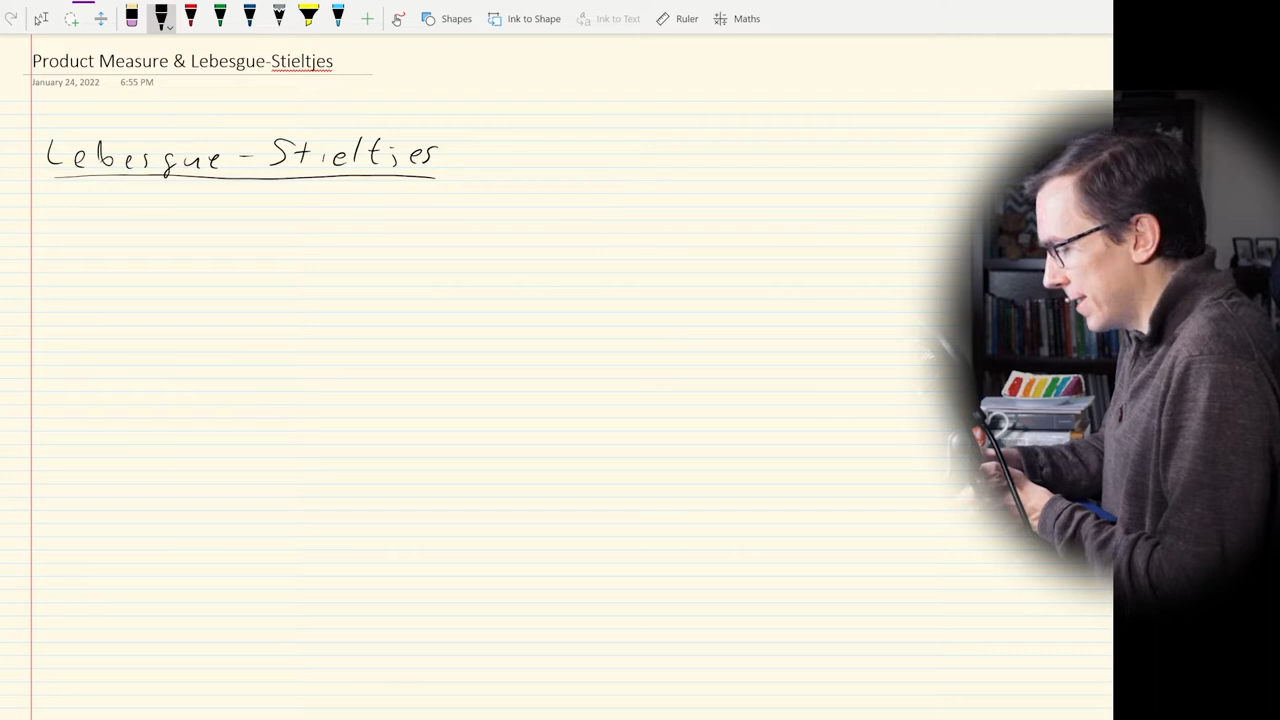 Shapes Ink to Shape Ink to Text Ruler Maths
Product Measure & Lebesgue-Stieltjes
January 24, 2022 6:55 PM
Lebesgue - Stieltjes